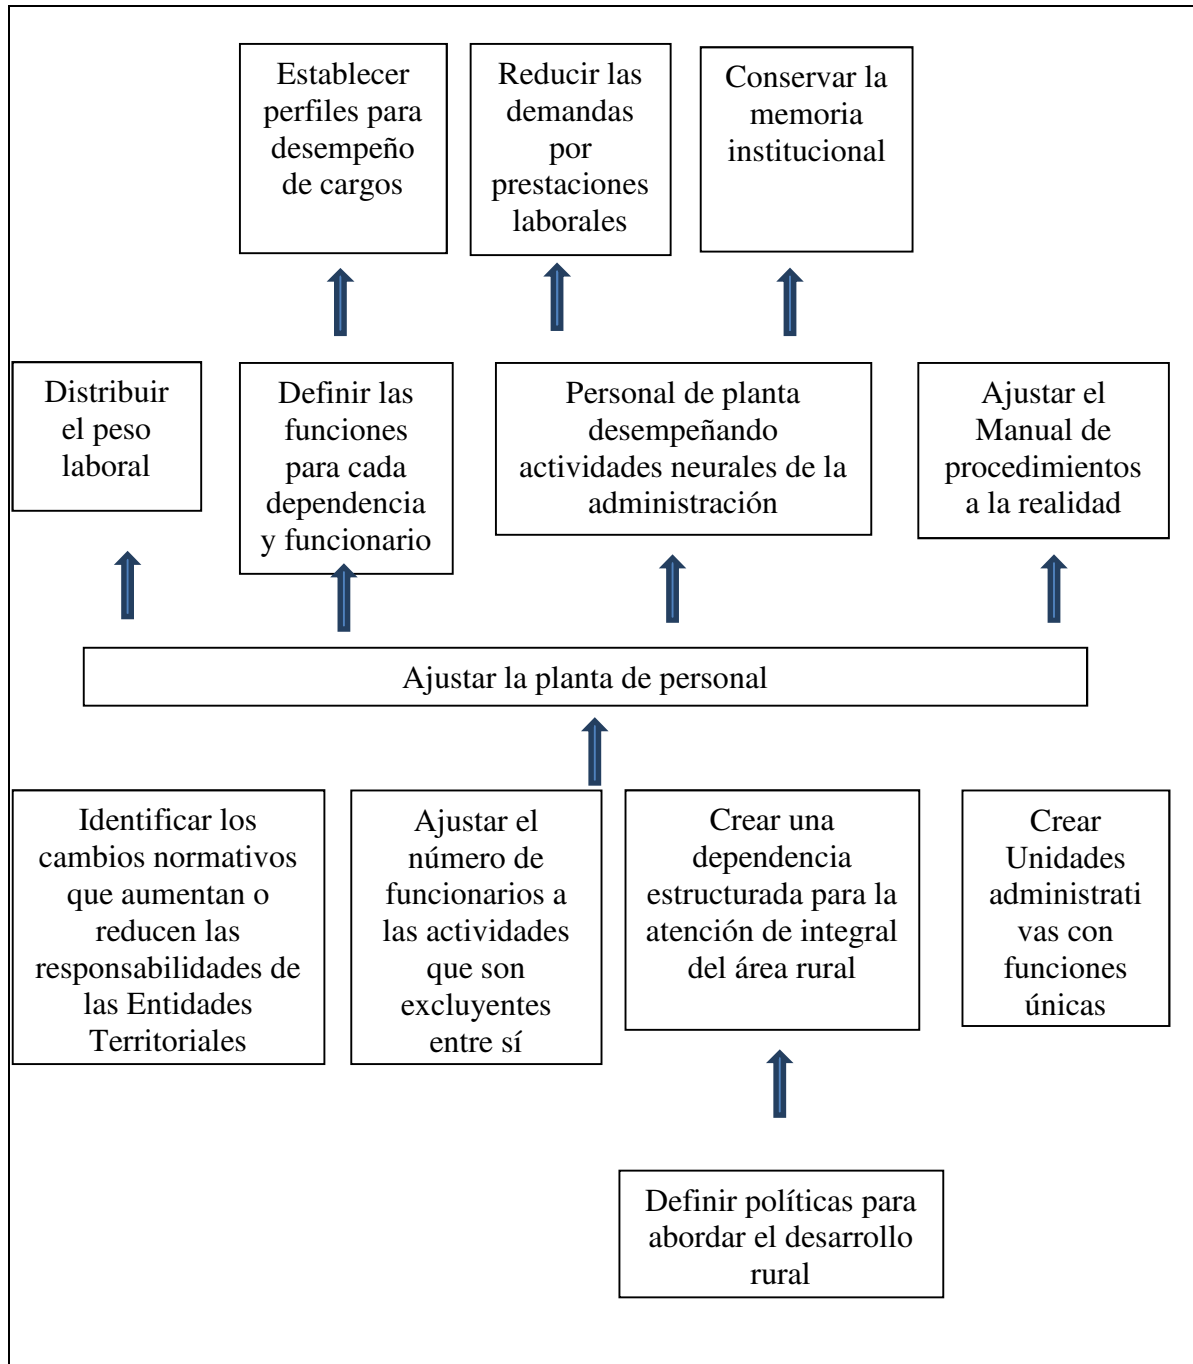 Establecer
perfiles para
desempeño
de cargos
Reducir las
demandas
por
prestaciones
laborales
Conservar la
memoria
institucional
Distribuir
el peso
laboral
Definir las
funciones
para cada
dependencia
y funcionario
Personal de planta
desempeñando
actividades neurales de la
administración
Ajustar el
Manual de
procedimientos
a la realidad
Ajustar la planta de personal
Identificar los
cambios normativos
que aumentan o
reducen las
responsabilidades de
las Entidades
Territoriales
Ajustar el
número de
funcionarios a
las actividades
que son
excluyentes
entre sí
Crear una
dependencia
estructurada para la
atención de integral
del área rural
Crear
Unidades
administrati
vas con
funciones
únicas
Definir políticas para
abordar el desarrollo
rural